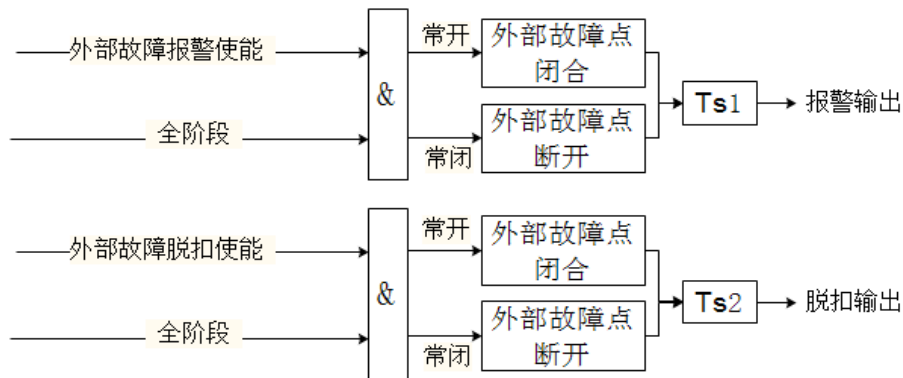 外部故障报警使能
全阶段
&
常开
常闭
外部故障点
闭合
外部故障点
断开
Ts1
报警输出
外部故障脱扣使能
全阶段
&
常开
常闭
外部故障点
闭合
外部故障点
断开
Ts2
脱扣输出